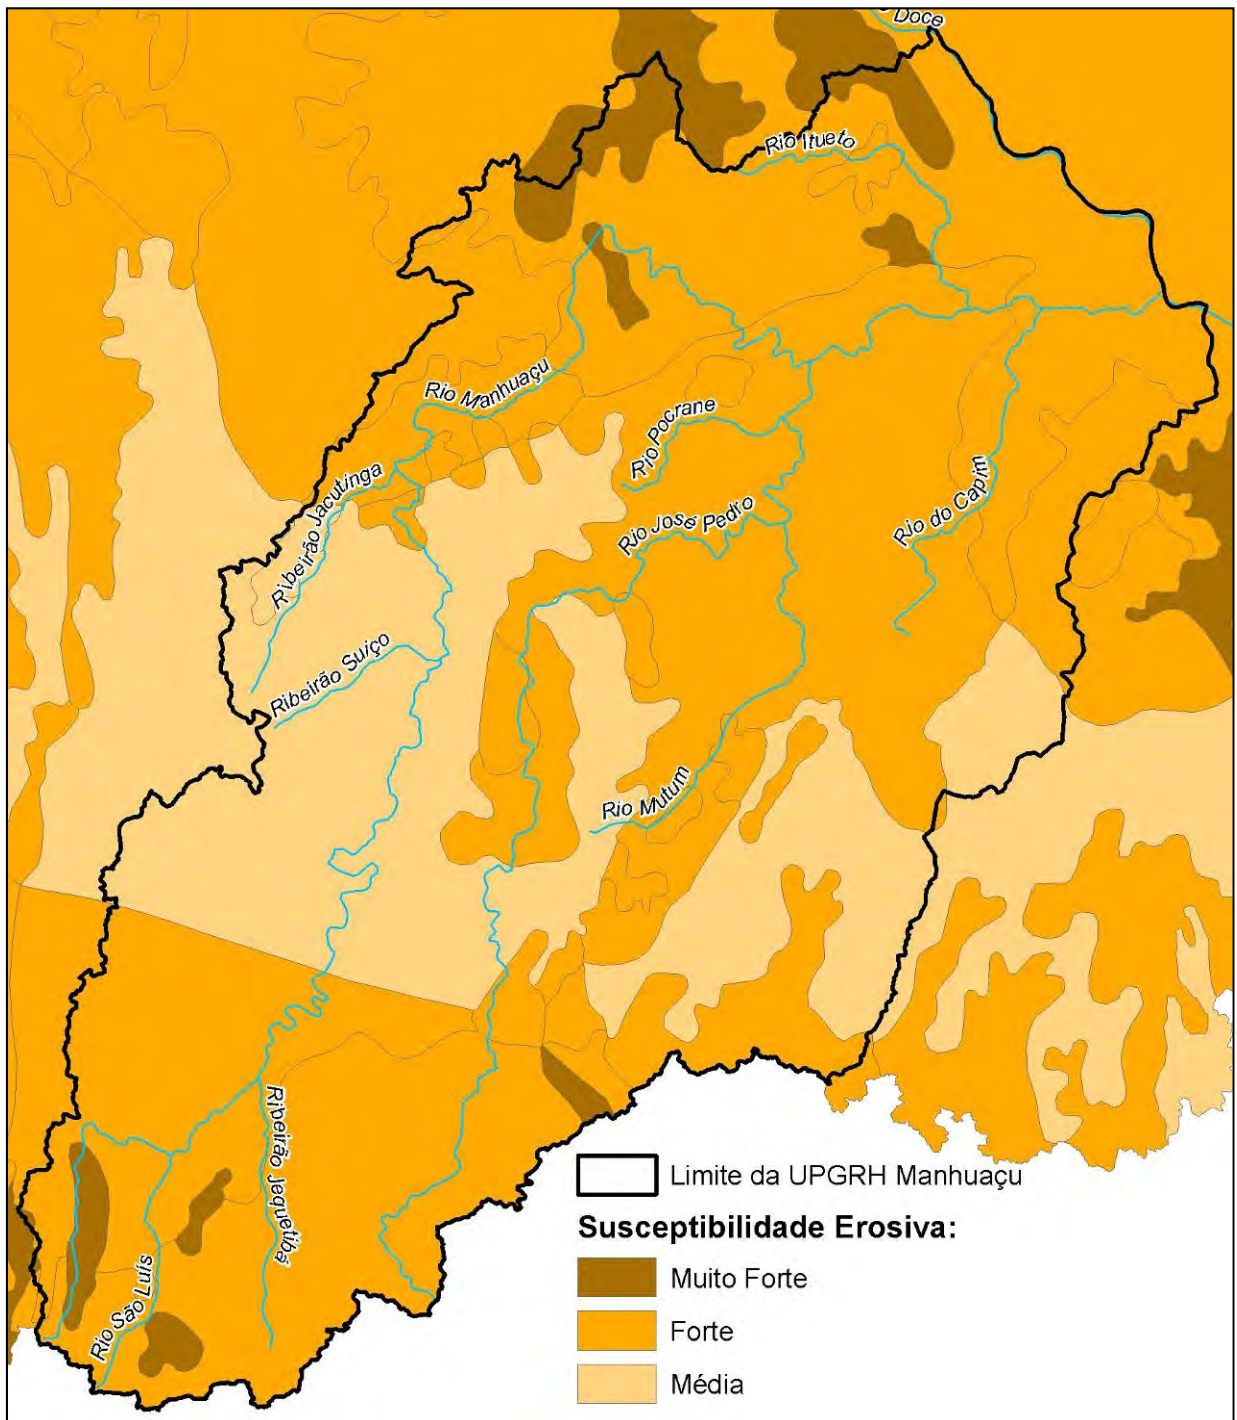 Doce
Rio Itueto
Rio Manhuaçu
Rio Pocrane
Ribeirão Jacutinga
Rio José Pedro
Rio do Capim
Ribeirão Suiço
Rio Mutum
Ribeirão Jequetibá
Rio São Luís
Limite da UPGRH Manhuaçu
Susceptibilidade Erosiva:
Muito Forte
Forte
Média